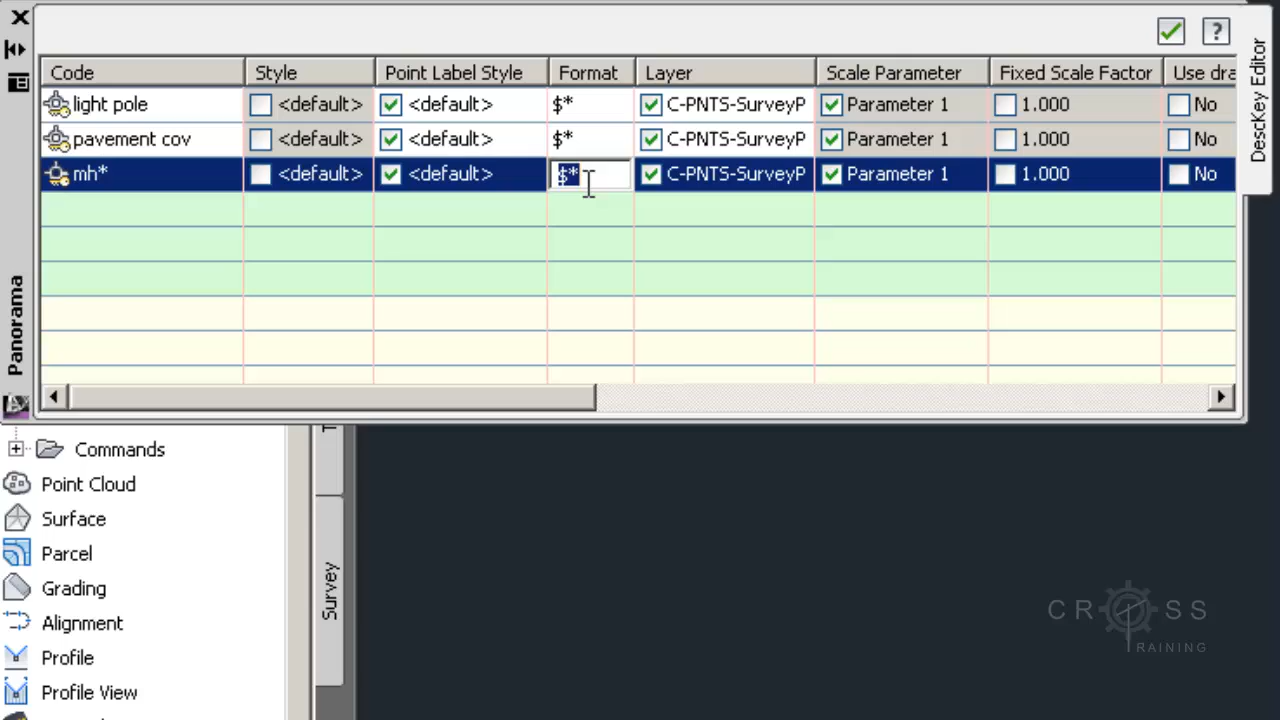 Code Style Point Label Style Format Layer Scale Parameter Fixed Scale Factor Use dra
light pole <default> <default> $* C-PNTS-SurveyP Parameter 1 1.000 No
pavement cov <default> <default> $* C-PNTS-SurveyP Parameter 1 1.000 No
mh* <default> <default> $* C-PNTS-SurveyP Parameter 1 1.000 No
DescKey Editor
Panorama
Commands
Point Cloud
Surface
Parcel
Grading
Alignment
Profile
Profile View
Survey
CROSS
TRAINING